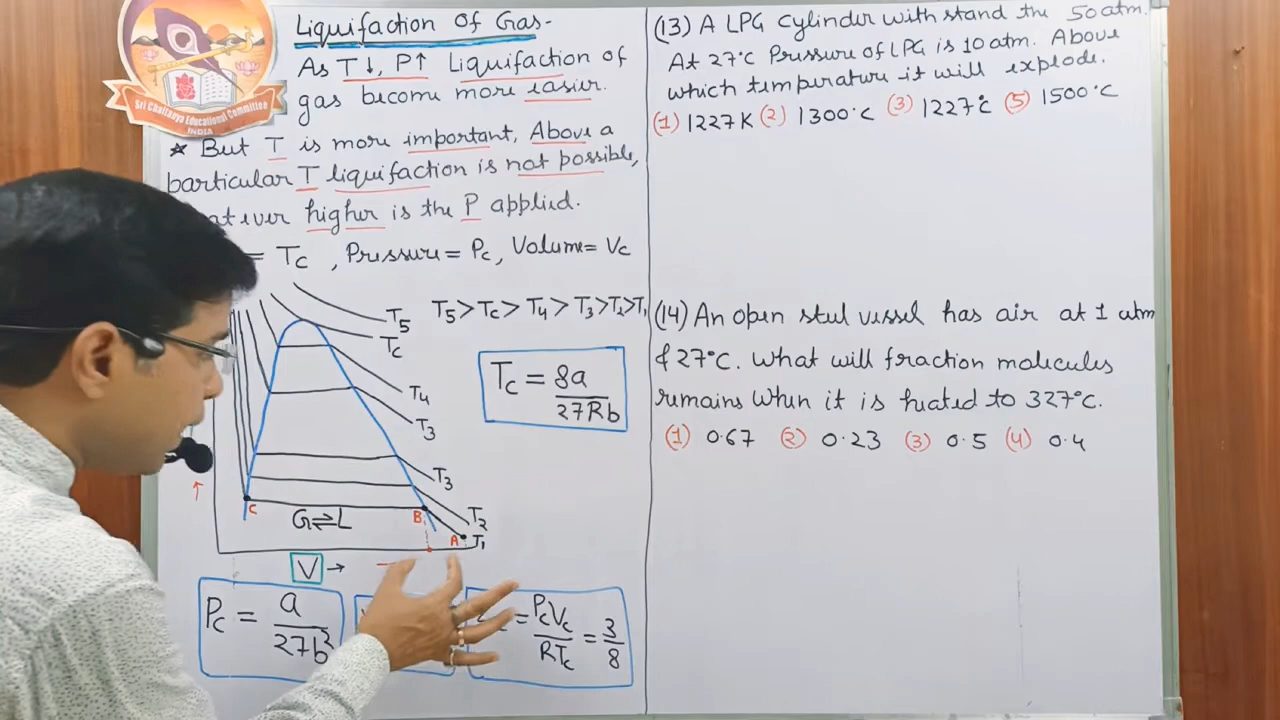 Sri Chaitanya Educational Committee
INDIA
Liquifaction of Gas-
As T↓, P↑ Liquifaction of
gas become more easier.
★ But T is more important, Above a
particular T liquifaction is not possible,
ever higher is the P applied.
= Tc , Pressure = Pc, Volume = Vc
T5 > Tc > T4 > T3 > T2 > T1
T5
Tc
T4
T3
T3
T2
T1
Tc = 8a / 27Rb
C
G⇌L
B
A
V →
Pc = a / 27b²
= PcVc / RTc = 3/8
(13) A LPG Cylinder with stand the 50 atm.
At 27°C Pressure of LPG is 10 atm. Above
which temperature it will explode.
(1) 1227K (2) 1300°C (3) 1227°C (5) 1500°C
(14) An open steel vessel has air at 1 atm
& 27°C. What will fraction molecules
remains when it is heated to 327°C.
(1) 0.67 (2) 0.23 (3) 0.5 (4) 0.4